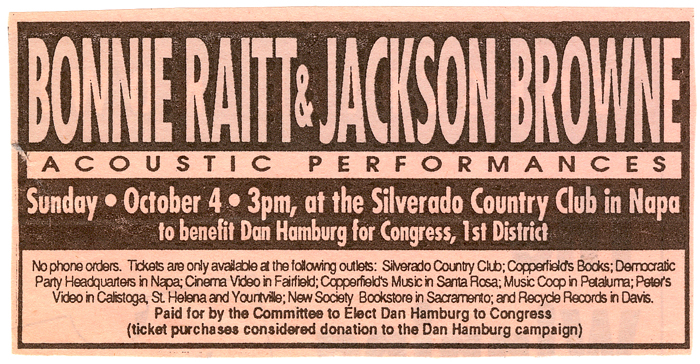 BONNIE RAITT & JACKSON BROWNE
ACOUSTIC PERFORMANCES
Sunday • October 4 • 3pm, at the Silverado Country Club in Napa
to benefit Dan Hamburg for Congress, 1st District
No phone orders. Tickets are only available at the following outlets: Silverado Country Club; Copperfield's Books; Democratic
Party Headquarters in Napa; Cinema Video in Fairfield; Copperfield's Music in Santa Rosa; Music Coop in Petaluma; Peter's
Video in Calistoga, St. Helena and Yountville; New Society Bookstore in Sacramento; and Recycle Records in Davis.
Paid for by the Committe to Elect Dan Hamburg to Congress
(ticket purchases considered donation to the Dan Hamburg campaign)